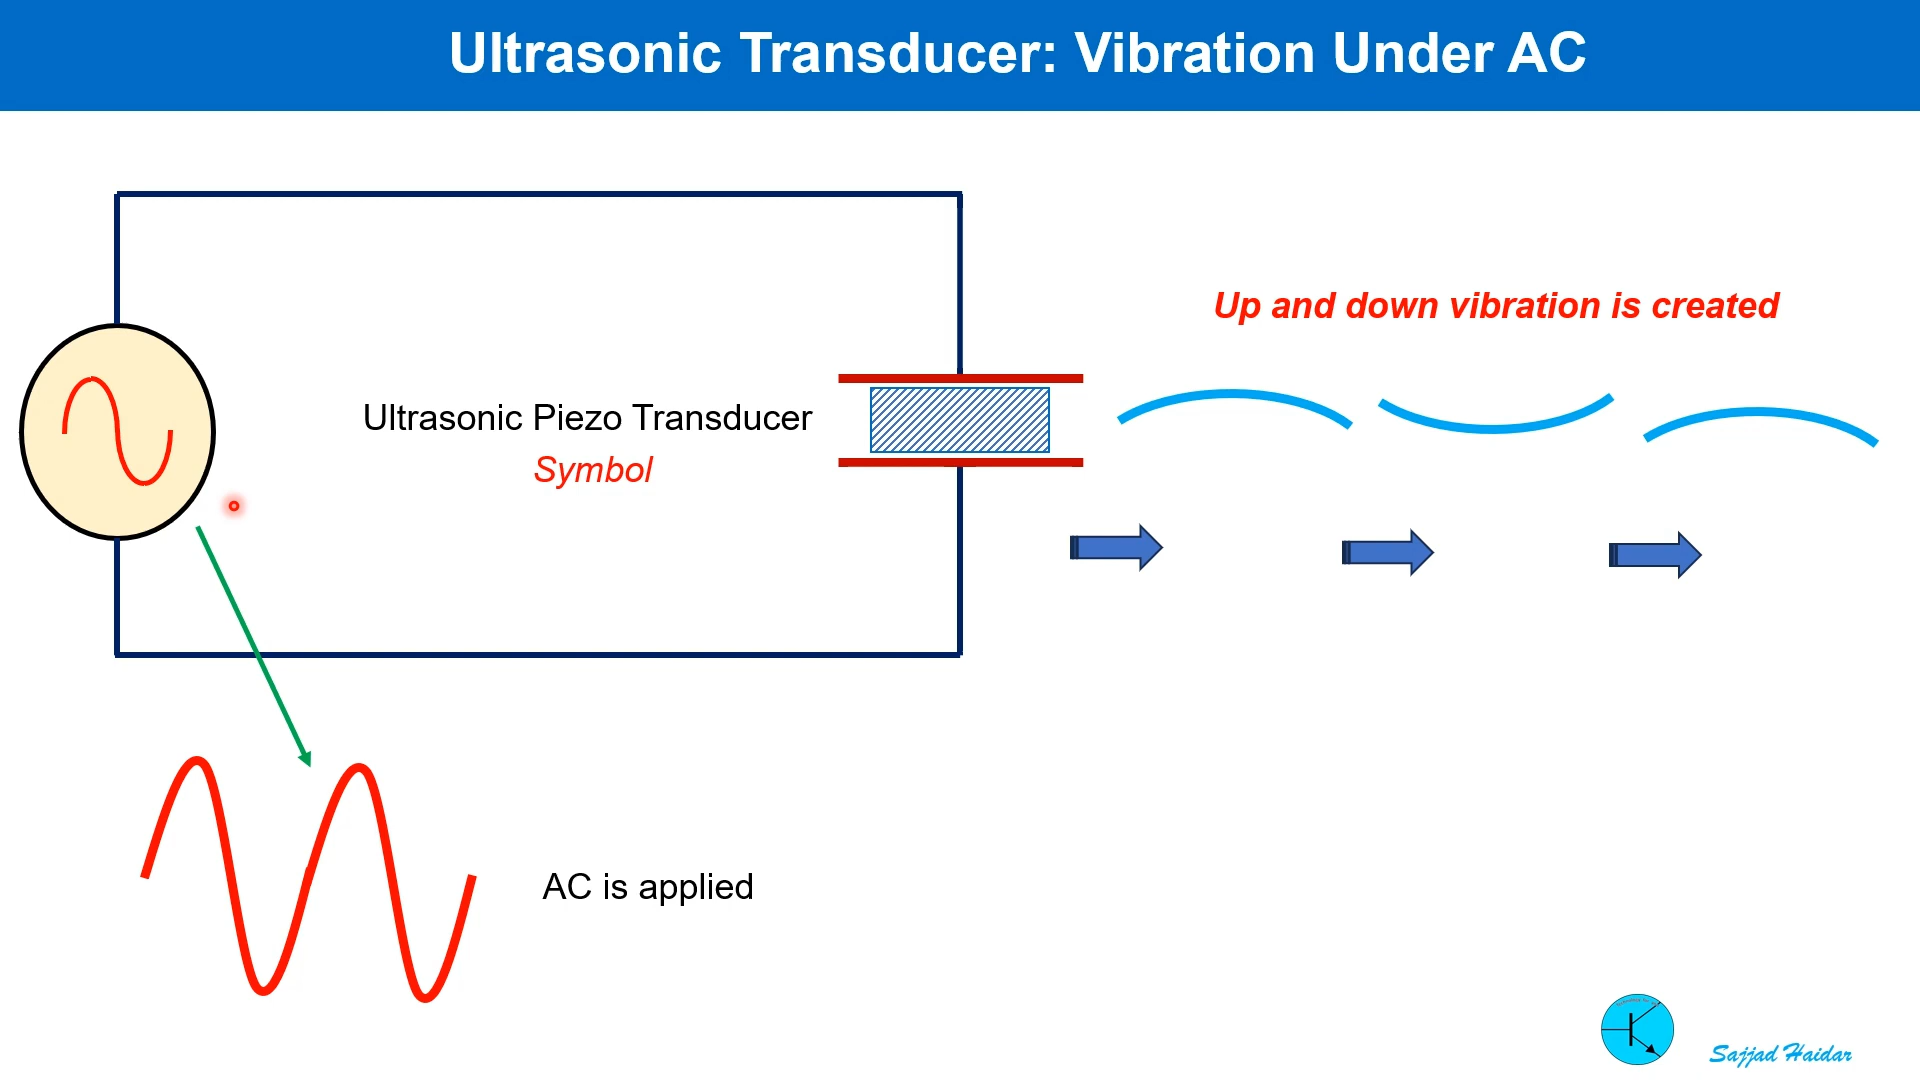 Ultrasonic Transducer: Vibration Under AC
Up and down vibration is created
Ultrasonic Piezo Transducer
Symbol
AC is applied
Sajjad Haidar